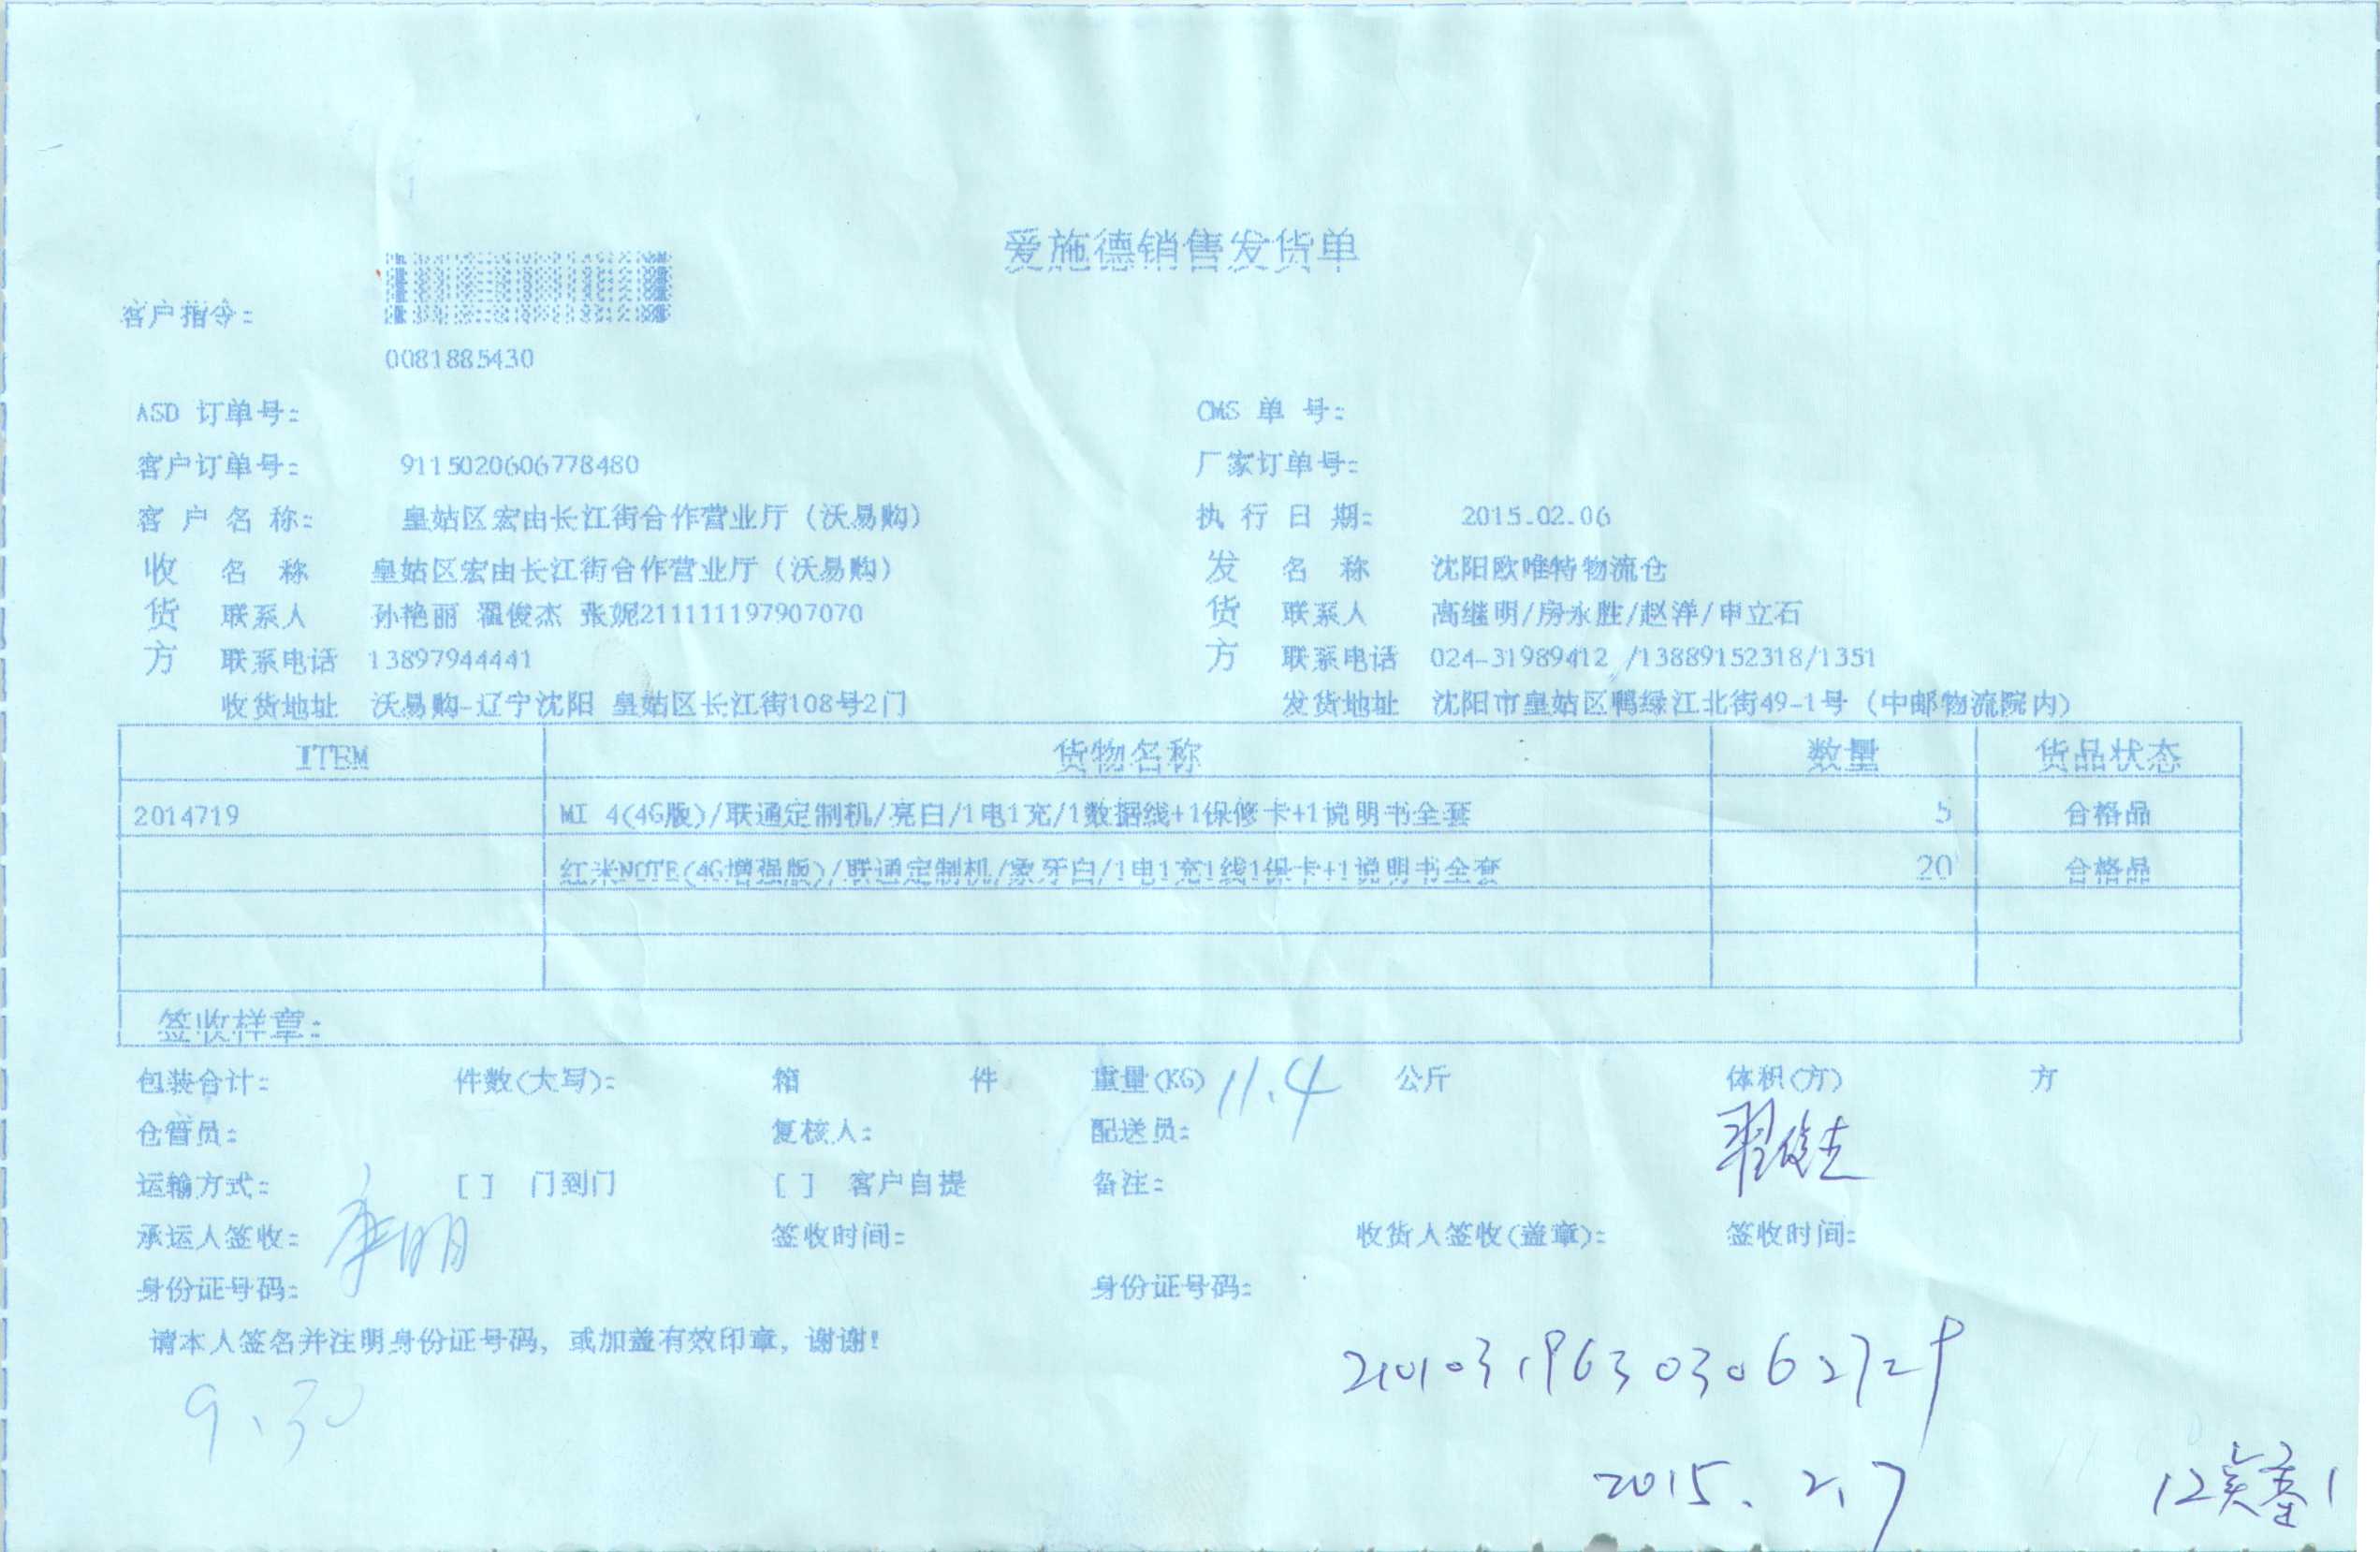 爱施德销售发货单
客户指令:
0081885430
ASD 订单号: CMS 单 号:
客户订单号: 9115020606778480 厂家订单号:
客 户 名 称: 皇姑区宏由长江街合作营业厅（沃易购） 执 行 日 期: 2015.02.06
收 名 称 皇姑区宏由长江街合作营业厅（沃易购） 发 名 称 沈阳欧唯特物流仓
货 联系人 孙艳丽 翟俊杰 张妮211111197907070 货 联系人 高继明/房永胜/赵洋/申立石
方 联系电话 13897944441 方 联系电话 024-31989412 /13889152318/1351
收货地址 沃易购-辽宁沈阳 皇姑区长江街108号2门 发货地址 沈阳市皇姑区鸭绿江北街49-1号（中邮物流院内）
ITEM 货物名称 数量 货品状态
2014719 MI 4(4G版)/联通定制机/亮白/1电1充/1数据线+1保修卡+1说明书全套 5 合格品
红米NOTE(4G增强版)/联通定制机/象牙白/1电1充1线1保卡+1说明书全套 20 合格品
签收样章:
包装合计: 件数(大写): 箱 件 重量(KG) 11.4 公斤 体积(方) 方
仓管员: 复核人: 配送员: 翟俊杰
运输方式: [ ] 门到门 [ ] 客户自提 备注:
承运人签收: 李明 签收时间: 收货人签收(盖章): 签收时间:
身份证号码: 身份证号码:
请本人签名并注明身份证号码，或加盖有效印章，谢谢!
210103196303062729
9.30
2015.2.7